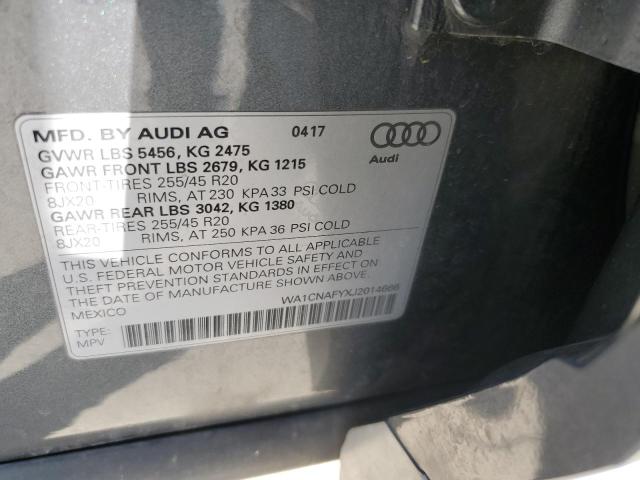 MFD. BY AUDI AG 0417
GVWR LBS 5456, KG 2475
GAWR FRONT LBS 2679, KG 1215
FRONT-TIRES 255/45 R20
8JX20 RIMS, AT 230 KPA 33 PSI COLD
GAWR REAR LBS 3042, KG 1380
REAR-TIRES 255/45 R20
8JX20 RIMS, AT 250 KPA 36 PSI COLD
Audi
THIS VEHICLE CONFORMS TO ALL APPLICABLE
U.S. FEDERAL MOTOR VEHICLE SAFETY AND
THEFT PREVENTION STANDARDS IN EFFECT ON
THE DATE OF MANUFACTURE SHOWN ABOVE
MEXICO WA1CNAFYXJ2014666
TYPE:
MPV